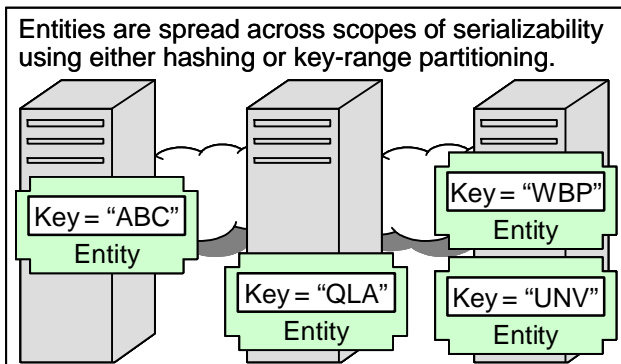 Entities are spread across scopes of serializability
using either hashing or key-range partitioning.
Key = “ABC”
Entity
Key = “QLA”
Entity
Key = “WBP”
Entity
Key = “UNV”
Entity